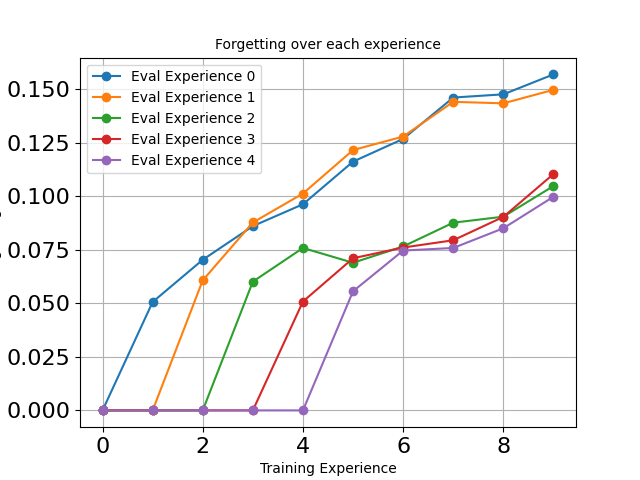 Forgetting over each experience
Eval Experience 0
Eval Experience 1
Eval Experience 2
Eval Experience 3
Eval Experience 4
0.150
0.125
0.100
0.075
0.050
0.025
0.000
0 2 4 6 8
Training Experience